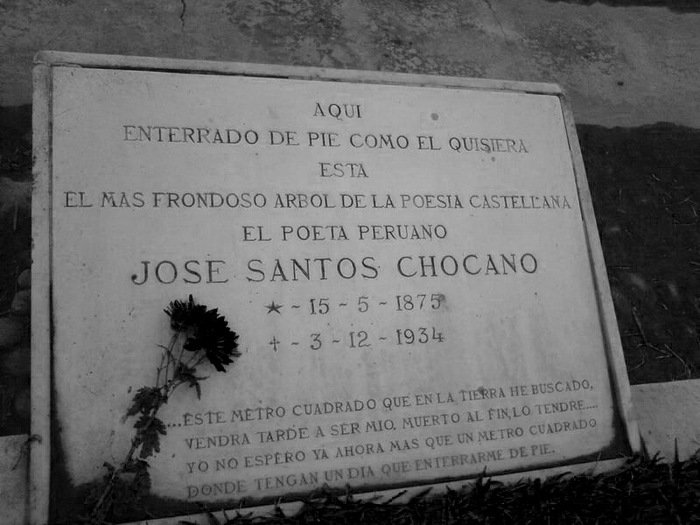 AQUI
ENTERRADO DE PIE COMO EL QUISIERA
ESTA
EL MAS FRONDOSO ARBOL DE LA POESIA CASTELLANA
EL POETA PERUANO
JOSE SANTOS CHOCANO
★ - 15 - 5 - 1875
† - 3 - 12 - 1934
....ESTE METRO CUADRADO QUE EN LA TIERRA HE BUSCADO,
VENDRA TARDE A SER MIO. MUERTO AL FIN, LO TENDRE....
YO NO ESPERO YA AHORA MAS QUE UN METRO CUADRADO
DONDE TENGAN UN DIA QUE ENTERRARME DE PIE.